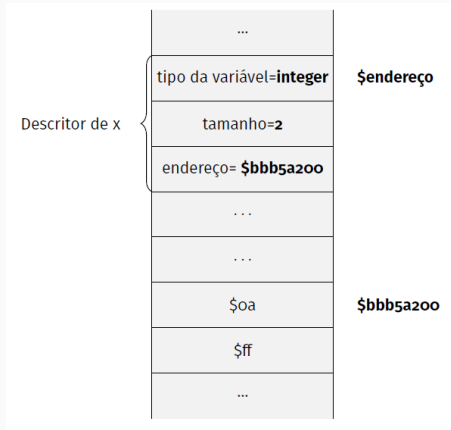 ...
tipo da variável=integer $endereço
Descritor de x tamanho=2
endereço= $bbb5a200
...
...
$0a $bbb5a200
$ff
...